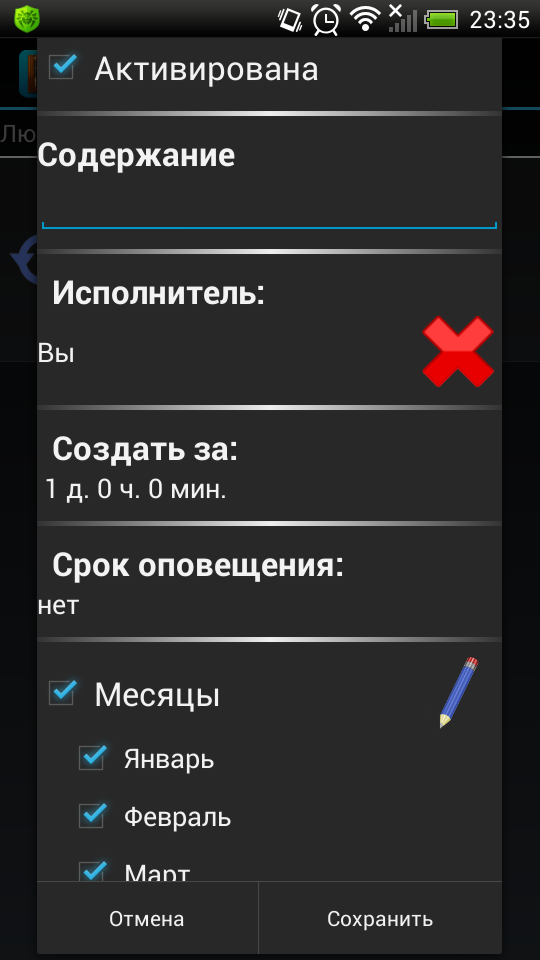 23:35
Активирована
Лю
Содержание
Исполнитель:
Вы
Создать за:
1 д. 0 ч. 0 мин.
Срок оповещения:
нет
Месяцы
Январь
Февраль
Март
Отмена
Сохранить